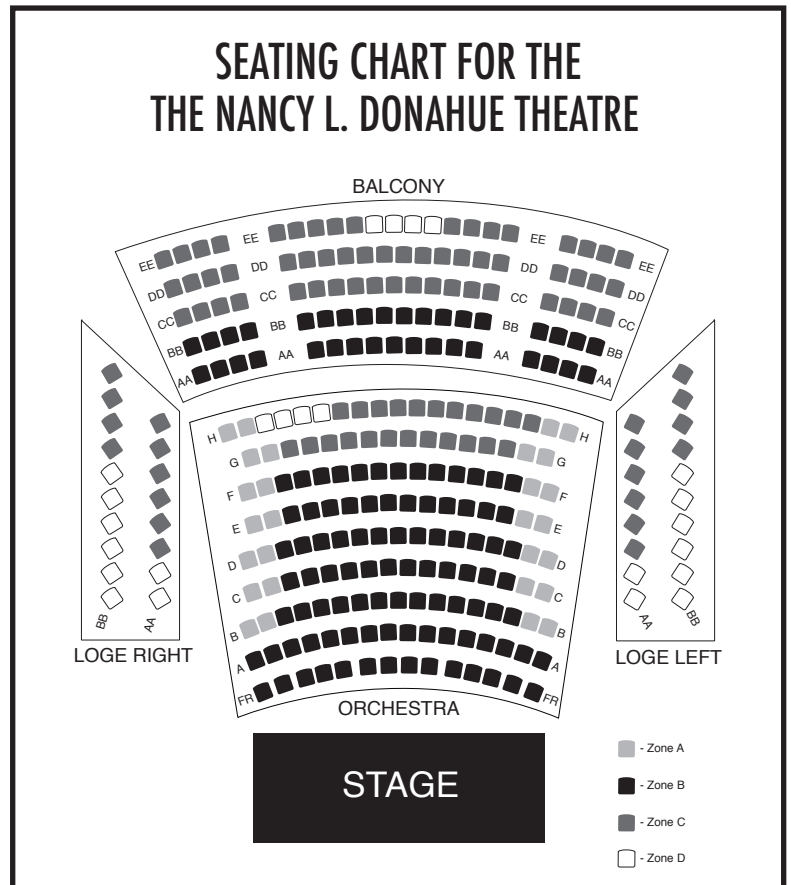 SEATING CHART FOR THE
THE NANCY L. DONAHUE THEATRE
BALCONY
EE EE EE EE
DD DD DD DD
CC CC CC CC
BB BB BB BB
AA AA AA AA
H H
G G
F F
E E
D D
C C
B B
A A
FR FR
BB AA
AA BB
LOGE RIGHT
LOGE LEFT
ORCHESTRA
STAGE
- Zone A
- Zone B
- Zone C
- Zone D